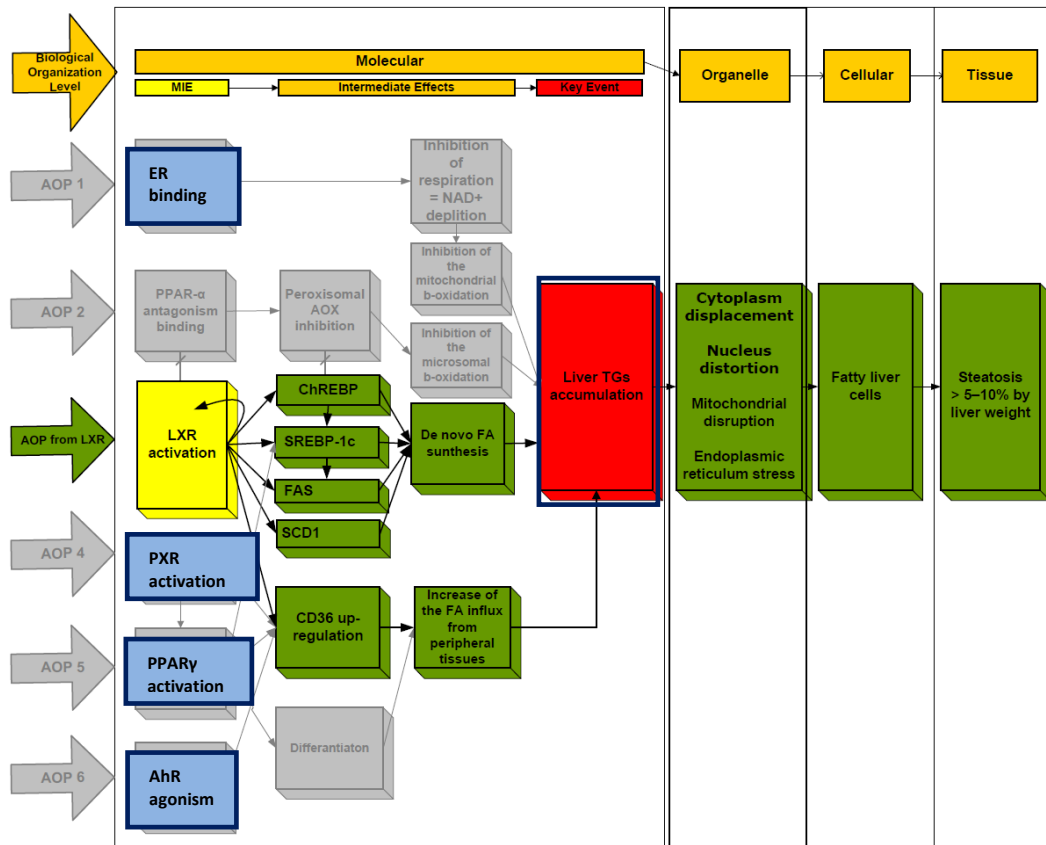 Biological
Organization
Level
Molecular
MIE
Intermediate Effects
Key Event
Organelle
Cellular
Tissue
AOP 1
ER
binding
Inhibition
of
respiration
= NAD+
deplition
Inhibition of
the
mitochondrial
b-oxidation
AOP 2
PPAR-α
antagonism
binding
Peroxisomal
AOX
inhibition
Inhibition of
the
microsomal
b-oxidation
AOP from LXR
LXR
activation
ChREBP
SREBP-1c
FAS
SCD1
De novo FA
sunthesis
Liver TGs
accumulation
Cytoplasm
displacement
Nucleus
distortion
Mitochondrial
disruption
Endoplasmic
reticulum stress
Fatty liver
cells
Steatosis
> 5–10% by
liver weight
AOP 4
PXR
activation
CD36 up-
regulation
Increase of
the FA influx
from
peripheral
tissues
AOP 5
PPARγ
activation
Differantiaton
AOP 6
AhR
agonism